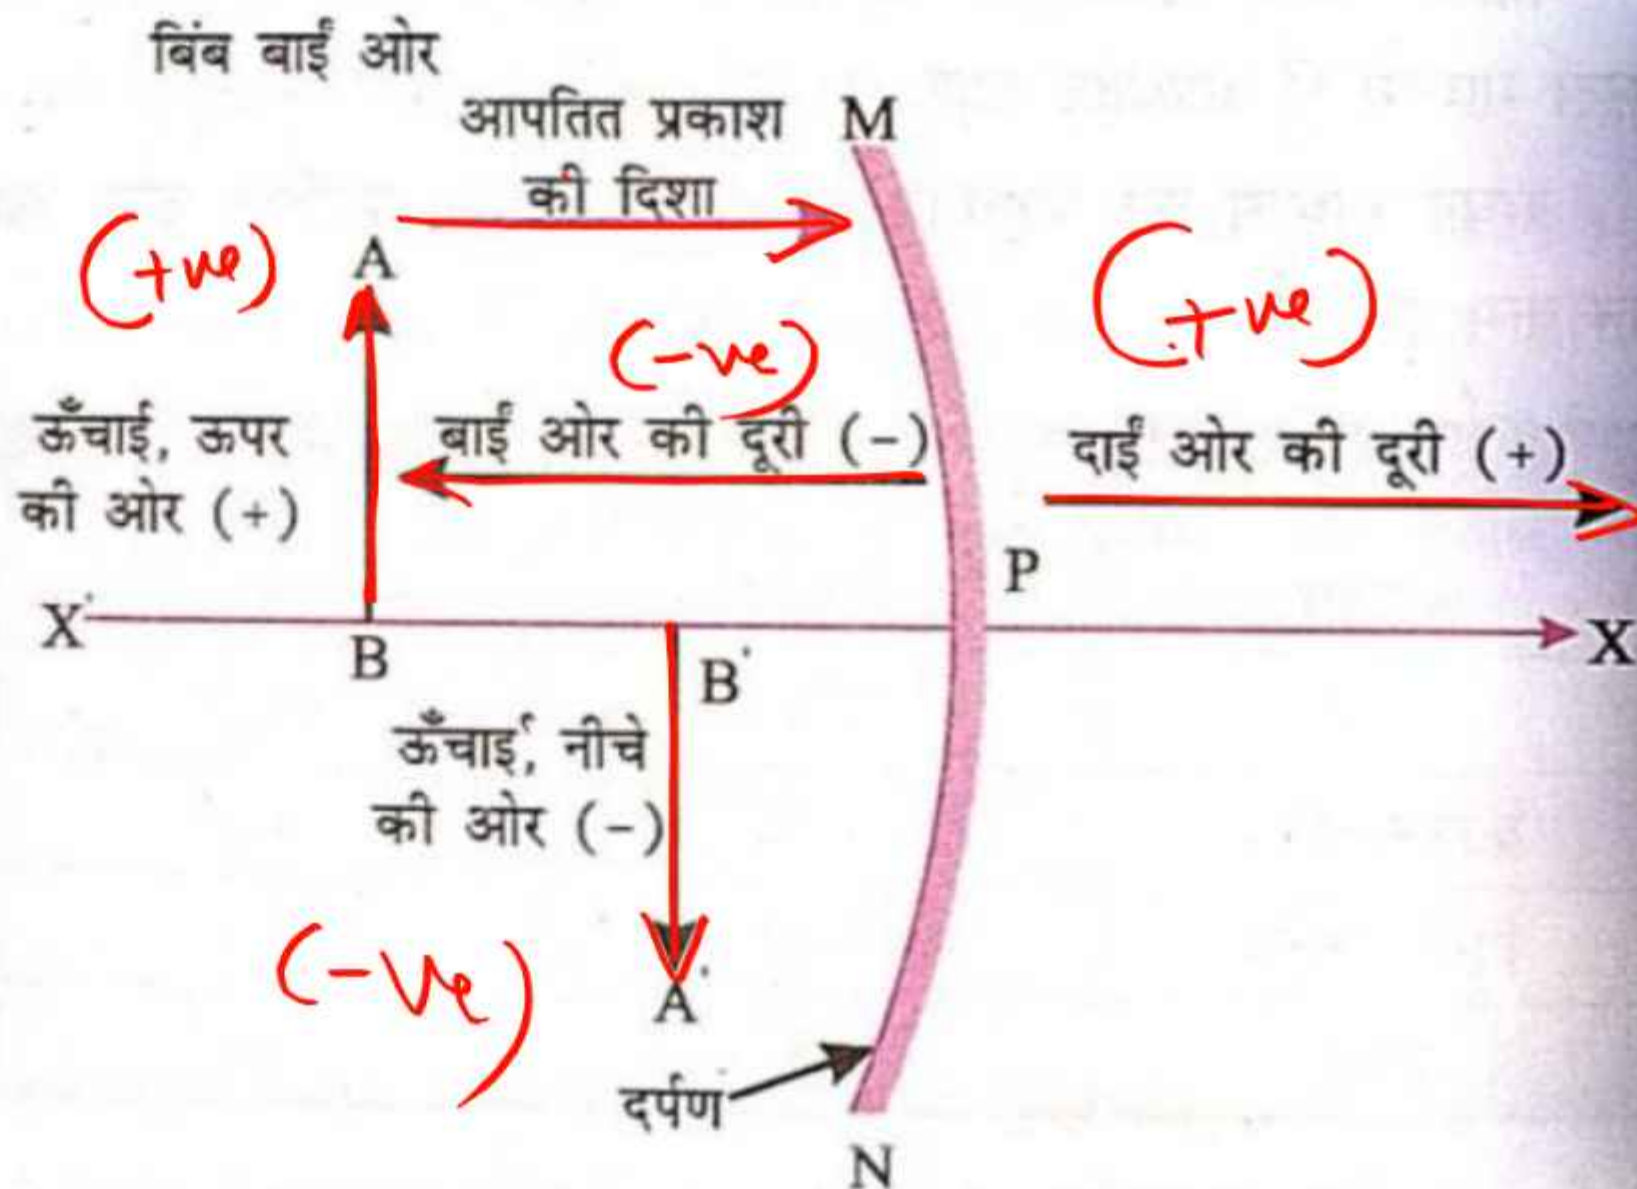 बिंब बाईं ओर
आपतित प्रकाश
की दिशा
M
(+ve)
A
(-ve)
(+ve)
ऊँचाई, ऊपर
की ओर (+)
बाईं ओर की दूरी (-)
दाईं ओर की दूरी (+)
P
X'
B
B'
X
ऊँचाई, नीचे
की ओर (-)
(-ve)
A'
दर्पण
N